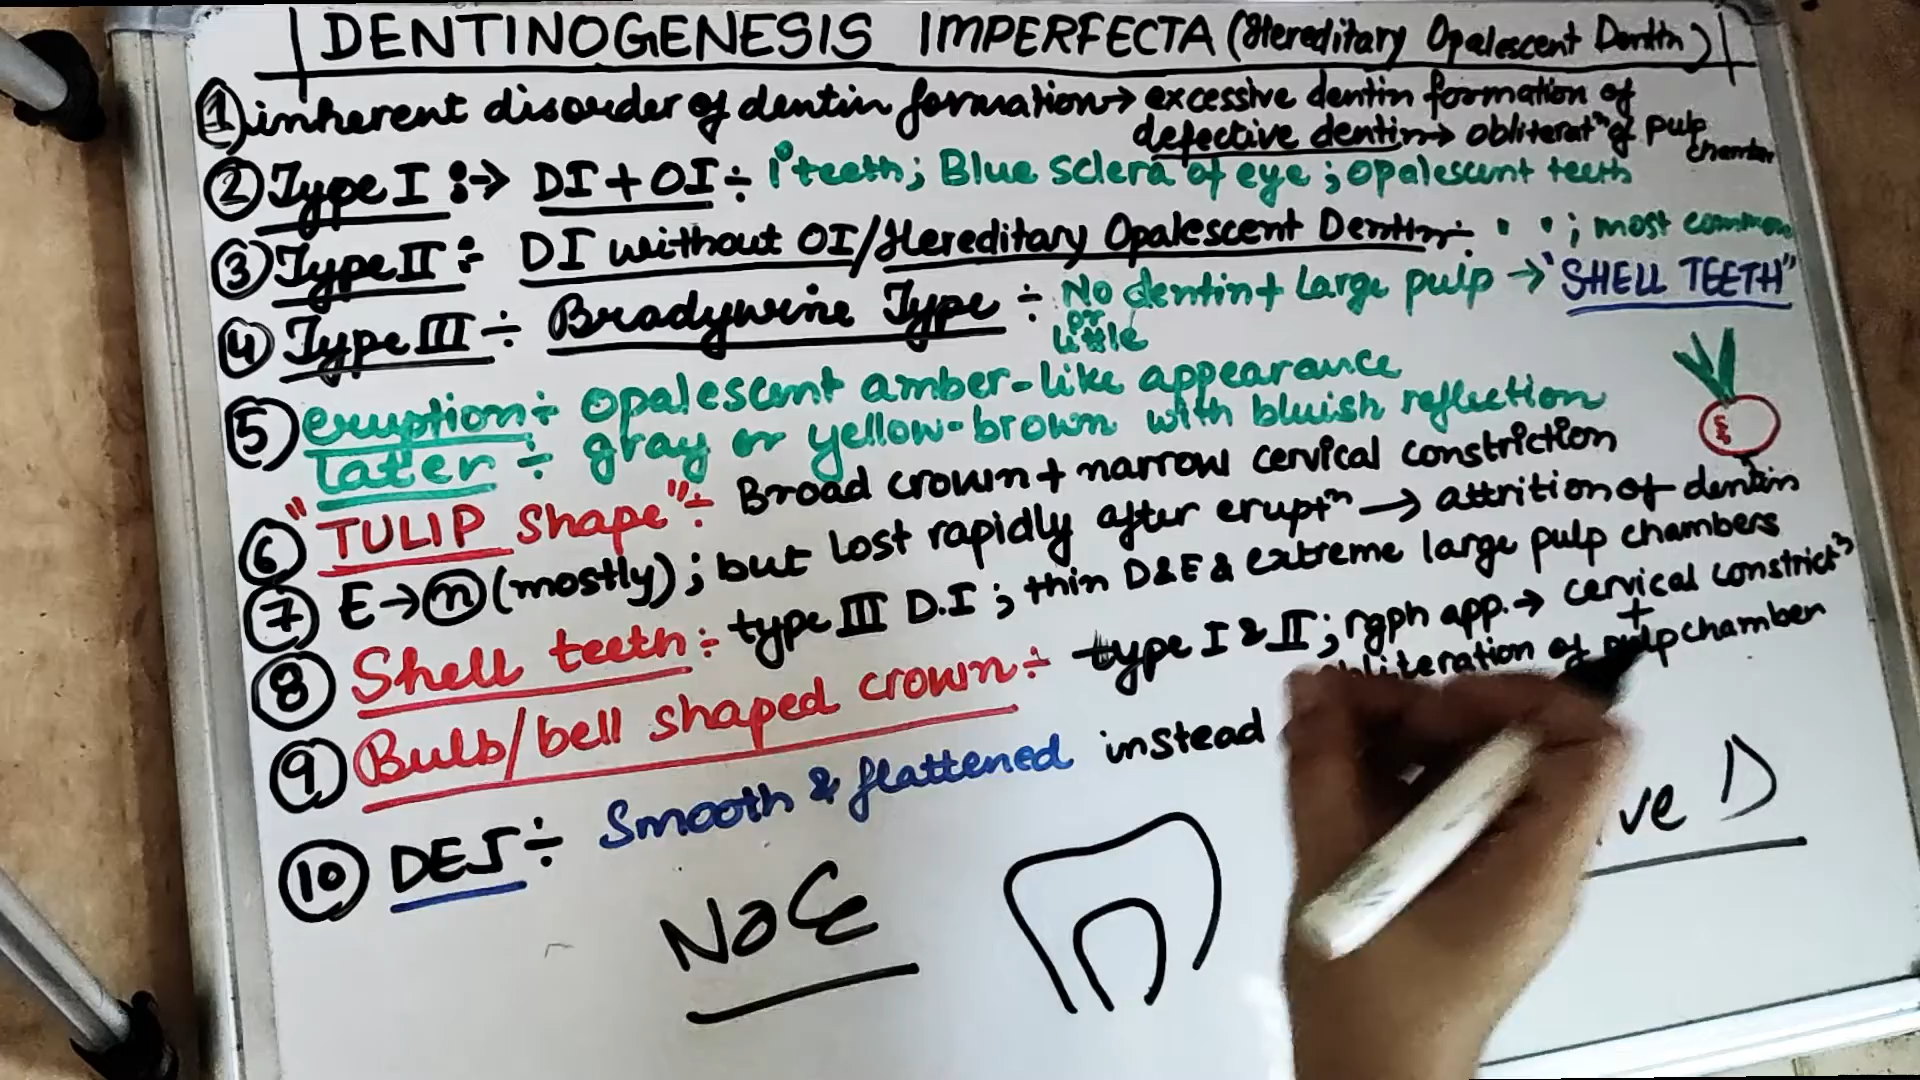 DENTINOGENESIS IMPERFECTA (Hereditary Opalescent Dentin)
① inherent disorder of dentin formation → excessive dentin formation of
defective dentin → obliteratⁿ of pulp
chamber
② Type I :→ DI + OI ÷ 1° teeth; Blue sclera of eye; opalescent teeth
③ Type II ÷ DI without OI/Hereditary Opalescent Dentin ÷ " "; most common
④ Type III ÷ Bradywine Type ÷ No dentin + Large pulp → "SHELL TEETH"
or
little
⑤ eruption ÷ opalescent amber-like appearance
later ÷ gray or yellow-brown with bluish reflection
⑥ "TULIP Shape" ÷ Broad crown + narrow cervical constriction
⑦ E → ⓝ (mostly); but lost rapidly after eruptⁿ → attrition of dentin
⑧ Shell teeth ÷ type III D.I; thin D&E & extreme large pulp chambers
⑨ Bulb/bell shaped crown ÷ type I & II; rgph app. → cervical constrictⁿ
+
obliteration of pulp chamber
⑩ DEJ ÷ Smooth & flattened instead
ve D